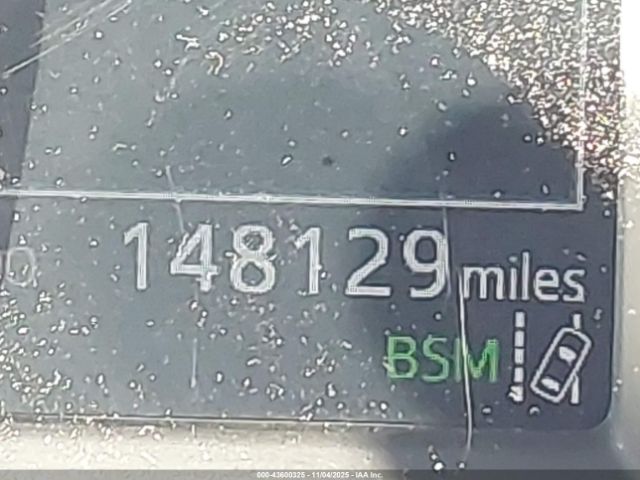 148129 miles
BSM
000-43600325 - 11/04/2025 - IAA Inc.